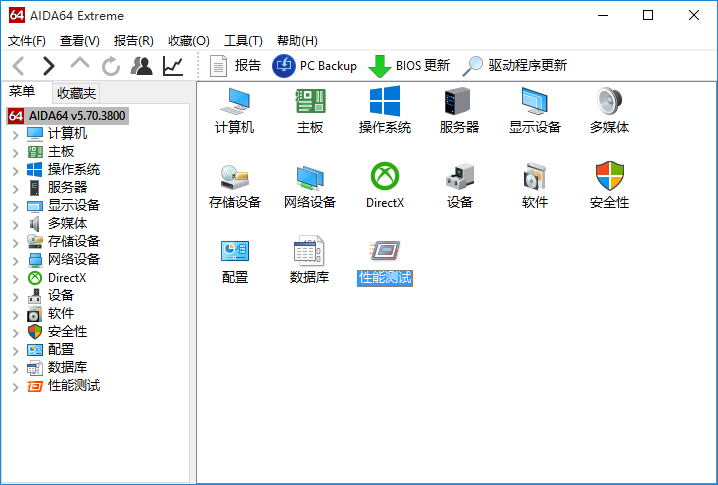 64 AIDA64 Extreme
文件(F) 查看(V) 报告(R) 收藏(O) 工具(T) 帮助(H)
报告 PC Backup BIOS 更新 驱动程序更新
菜单 收藏夹
64 AIDA64 v5.70.3800
计算机
主板
操作系统
服务器
显示设备
多媒体
存储设备
网络设备
DirectX
设备
软件
安全性
配置
数据库
性能测试
计算机 主板 操作系统 服务器 显示设备 多媒体
存储设备 网络设备 DirectX 设备 软件 安全性
配置 数据库 性能测试